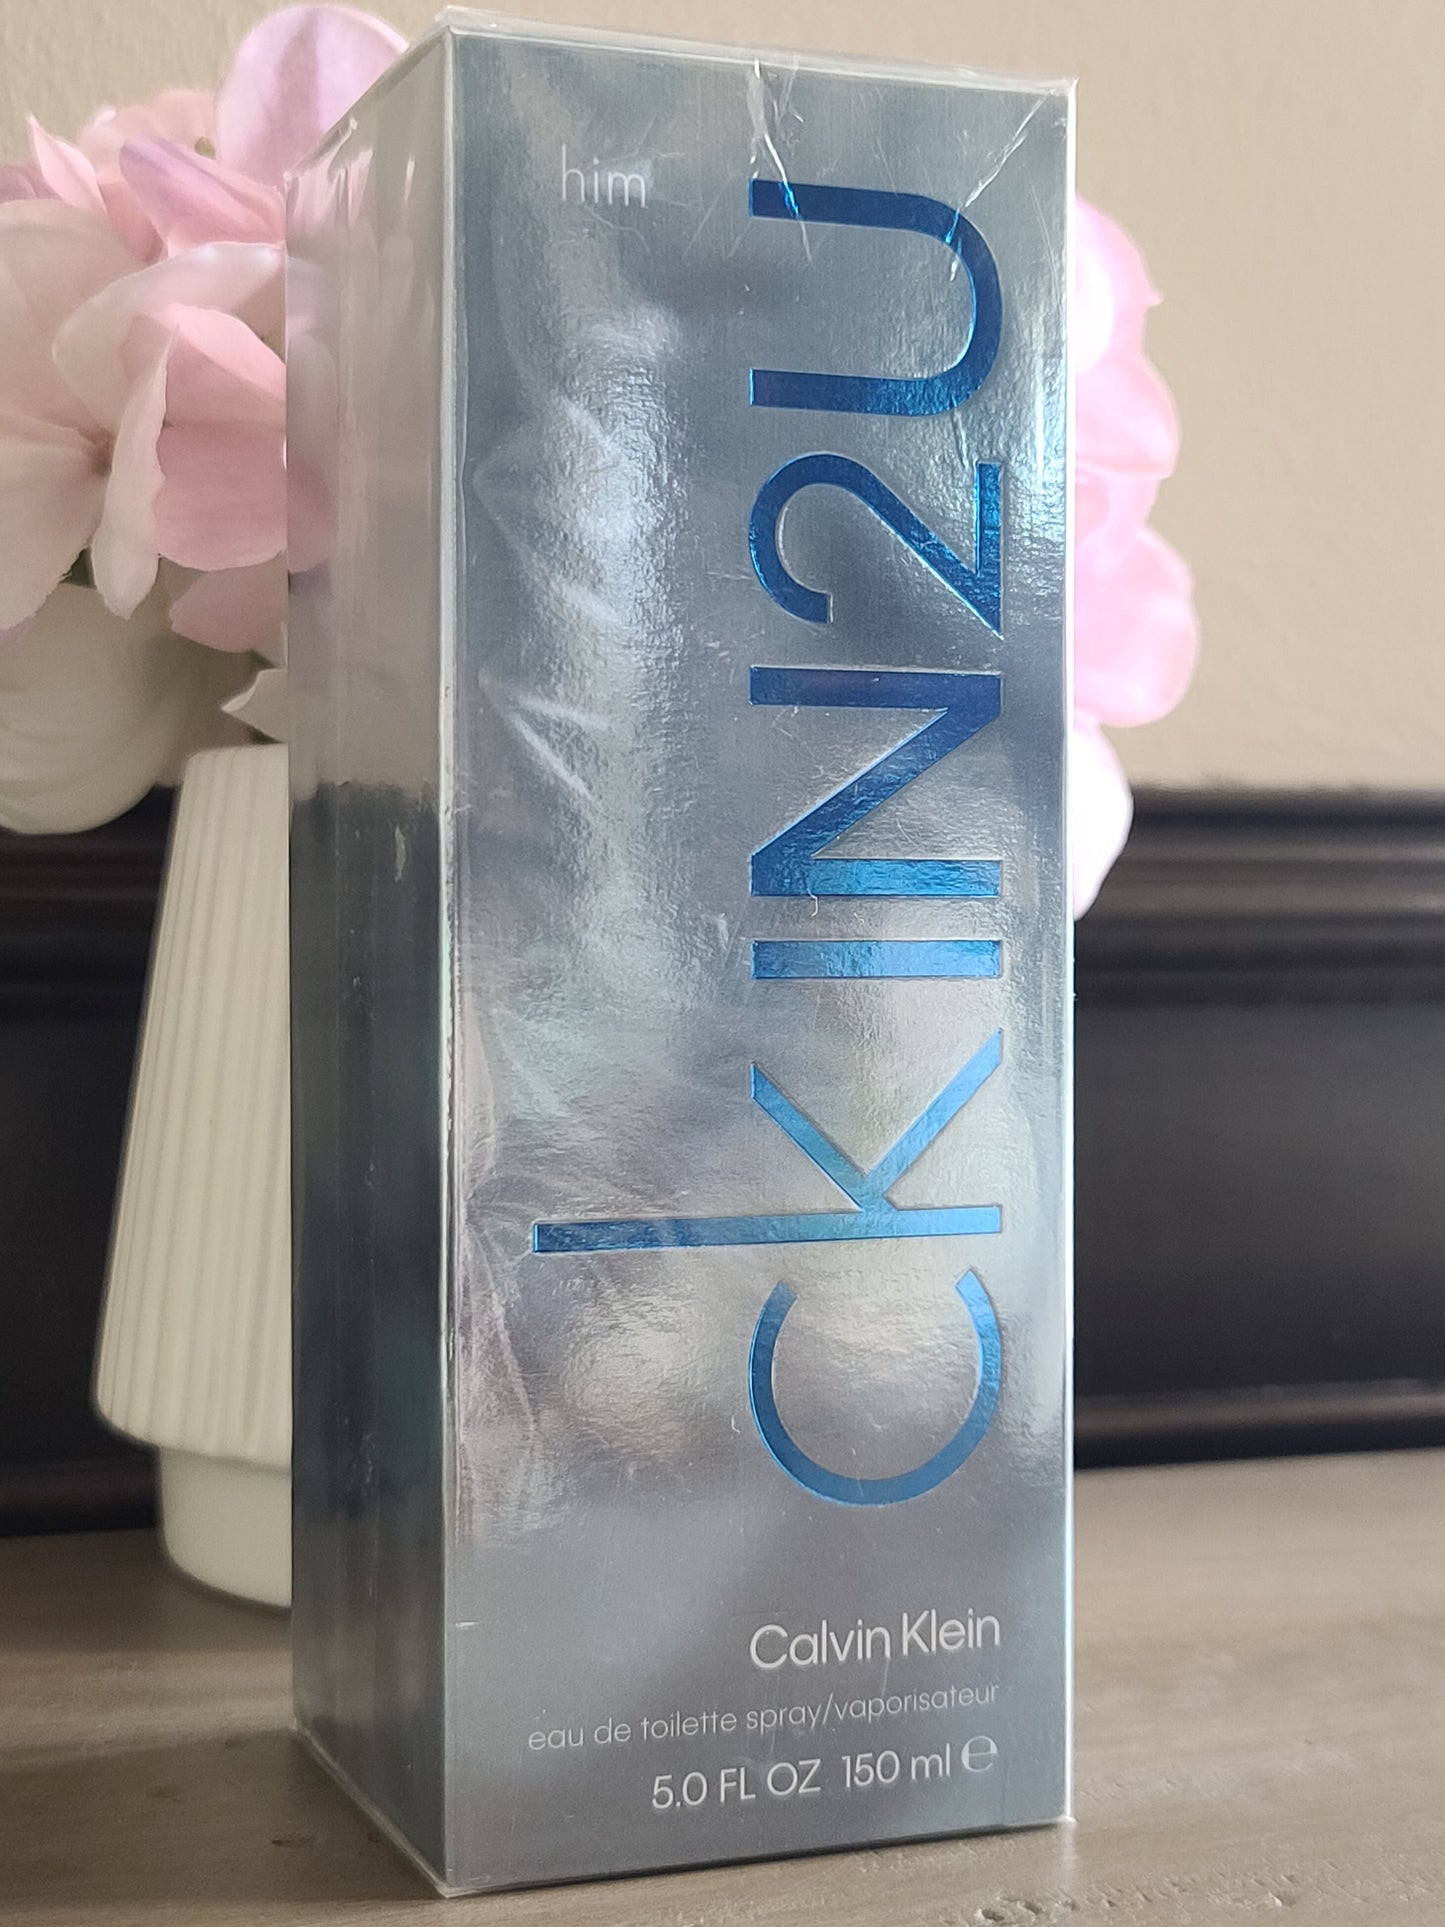 him
ckIN2U
Calvin Klein
eau de toilette spray/vaporisateur
5.0 FL OZ 150 ml ℮